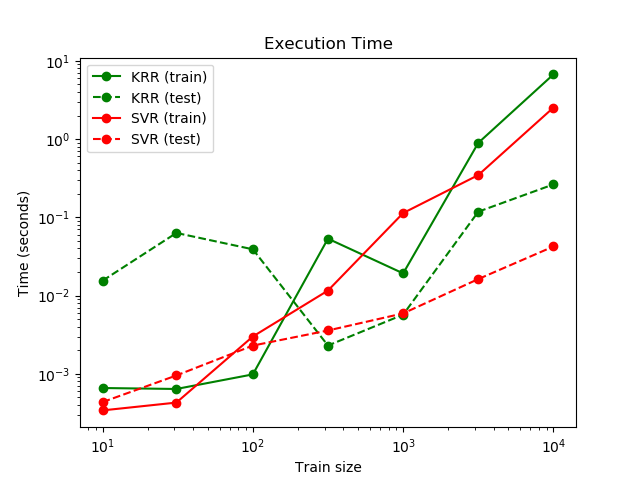 Execution Time
KRR (train)
KRR (test)
SVR (train)
SVR (test)
Time (seconds)
10¹
10⁰
10⁻¹
10⁻²
10⁻³
10¹ 10² 10³ 10⁴
Train size